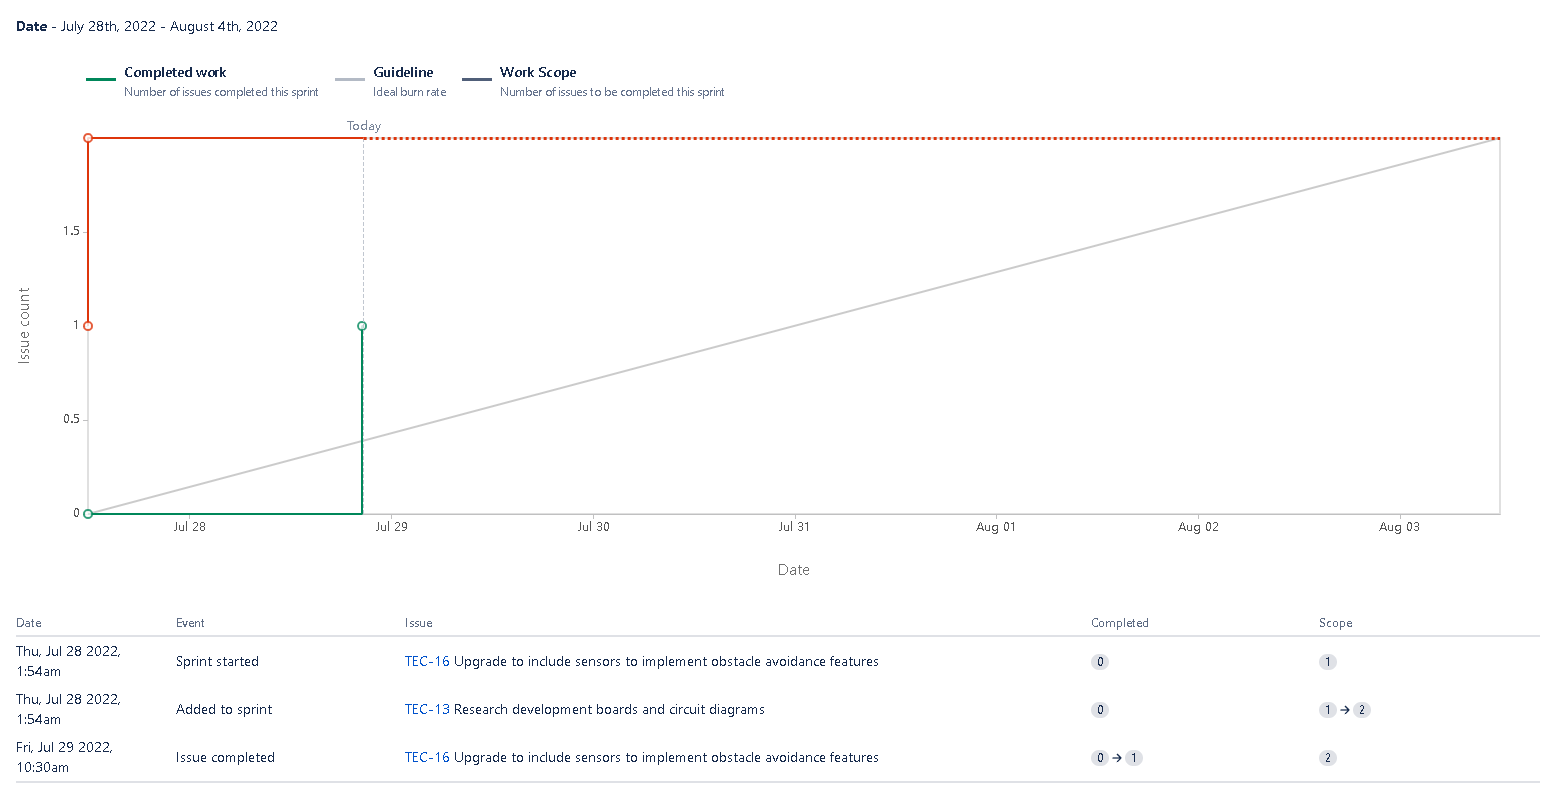 Date - July 28th, 2022 - August 4th, 2022
Completed work
Number of issues completed this sprint
Guideline
Ideal burn rate
Work Scope
Number of issues to be completed this sprint
Today
1.5
1
0.5
0
Issue count
Jul 28 Jul 29 Jul 30 Jul 31 Aug 01 Aug 02 Aug 03
Date
Date Event Issue Completed Scope
Thu, Jul 28 2022,
1:54am
Sprint started TEC-16 Upgrade to include sensors to implement obstacle avoidance features 0 1
Thu, Jul 28 2022,
1:54am
Added to sprint TEC-13 Research development boards and circuit diagrams 0 1 → 2
Fri, Jul 29 2022,
10:30am
Issue completed TEC-16 Upgrade to include sensors to implement obstacle avoidance features 0 → 1 2